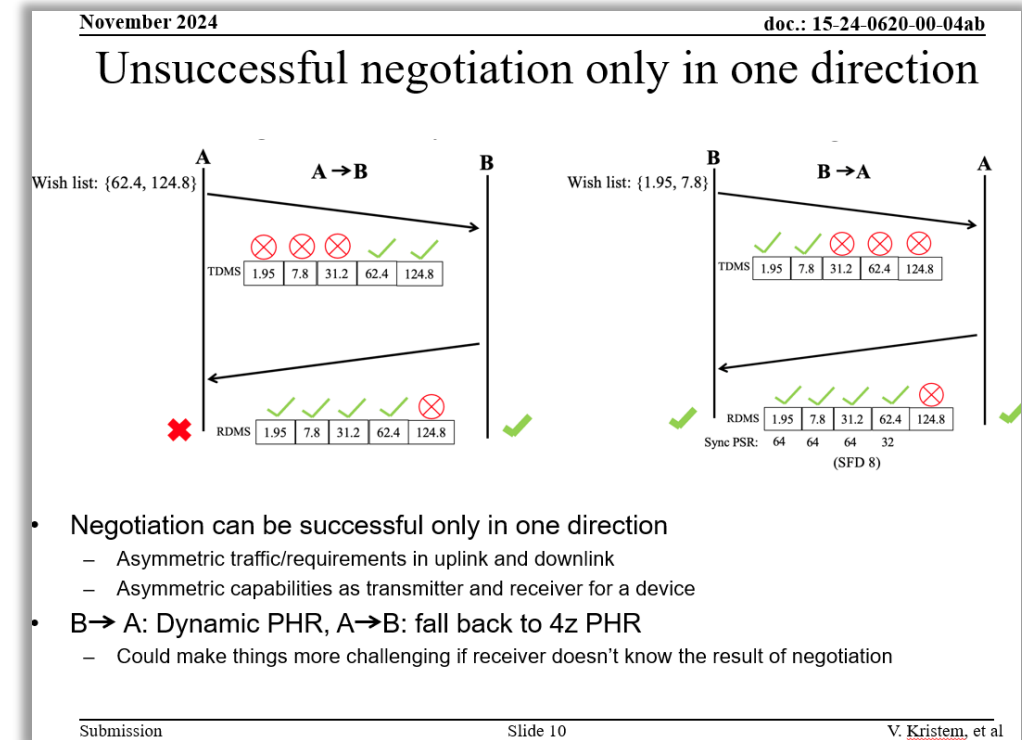 November 2024 doc.: 15-24-0620-00-04ab
Unsuccessful negotiation only in one direction
A A→B B
Wish list: {62.4, 124.8}
TDMS 1.95 7.8 31.2 62.4 124.8
RDMS 1.95 7.8 31.2 62.4 124.8
B B→A A
Wish list: {1.95, 7.8}
TDMS 1.95 7.8 31.2 62.4 124.8
RDMS 1.95 7.8 31.2 62.4 124.8
Sync PSR: 64 64 64 32
(SFD 8)
• Negotiation can be successful only in one direction
– Asymmetric traffic/requirements in uplink and downlink
– Asymmetric capabilities as transmitter and receiver for a device
• B→ A: Dynamic PHR, A→B: fall back to 4z PHR
– Could make things more challenging if receiver doesn't know the result of negotiation
Submission Slide 10 V. Kristem, et al